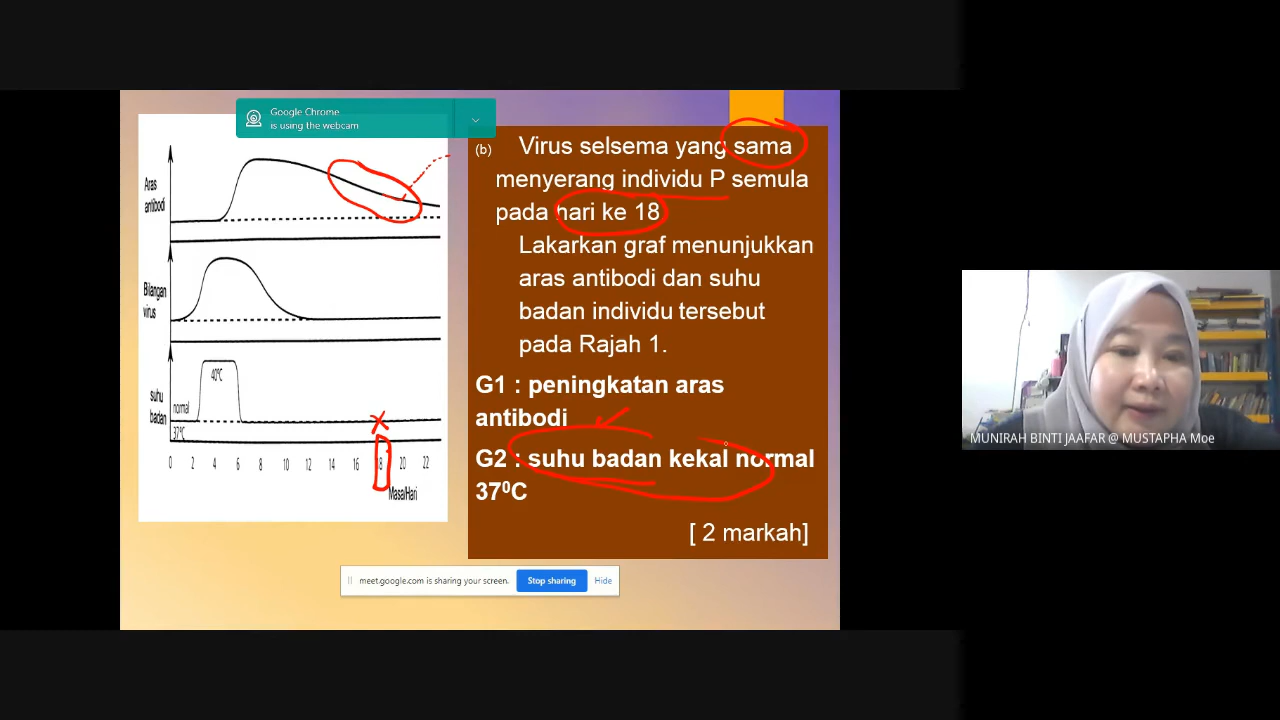 Google Chrome
is using the webcam
Aras
antibodi
Bilangan
virus
40°C
suhu
badan
normal
37°C
0 2 4 6 8 10 12 14 16 18 20 22
Masa/Hari
(b) Virus selsema yang sama
menyerang individu P semula
pada hari ke 18
Lakarkan graf menunjukkan
aras antibodi dan suhu
badan individu tersebut
pada Rajah 1.
G1 : peningkatan aras
antibodi
G2 : suhu badan kekal normal
37⁰C
[ 2 markah]
meet.google.com is sharing your screen. Stop sharing Hide
MUNIRAH BINTI JAAFAR @ MUSTAPHA Moe